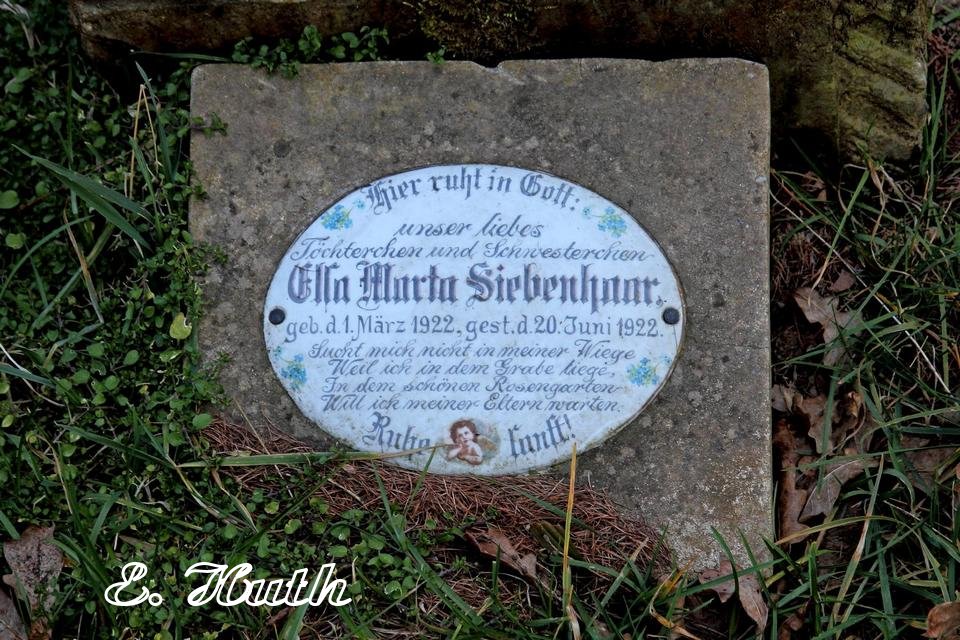 Hier ruht in Gott:
unser liebes
Töchterchen und Schwesterchen
Elsa Marta Siebenhaar.
geb. d. 1. März 1922, gest. d. 20. Juni 1922.
Sucht mich nicht in meiner Wiege
Weil ich in dem Grabe liege,
In dem schönen Rosengarten
Will ich meiner Eltern warten.
Ruhe sanft!
E. Huth